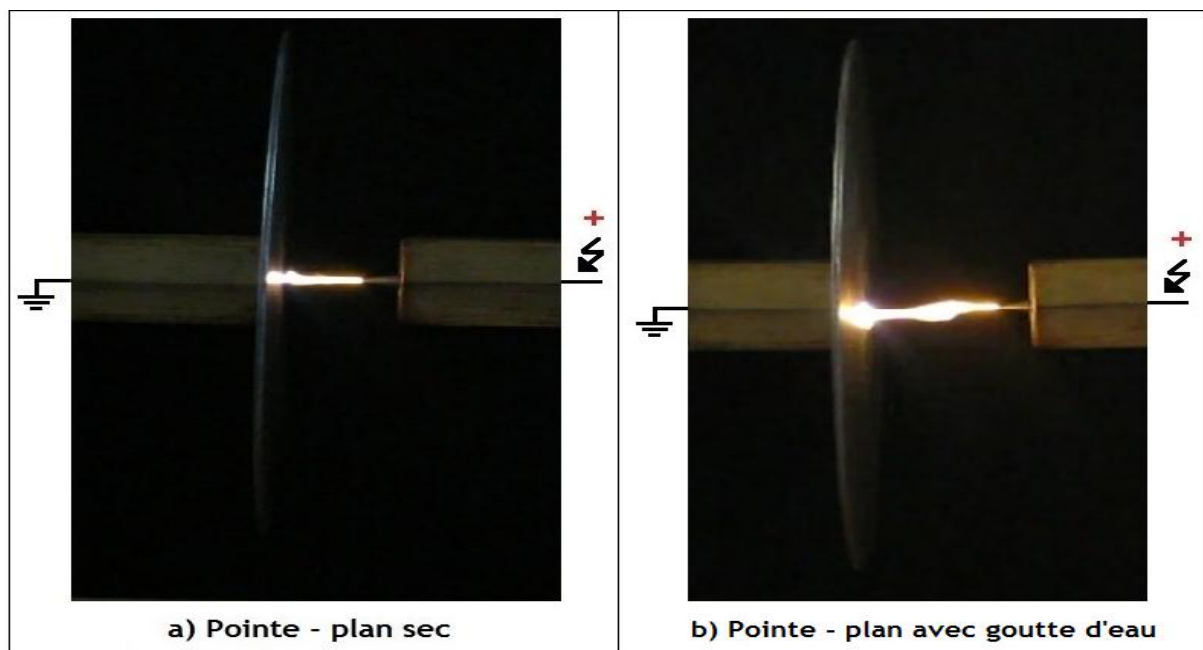 +
+
a) Pointe - plan sec
b) Pointe - plan avec goutte d'eau